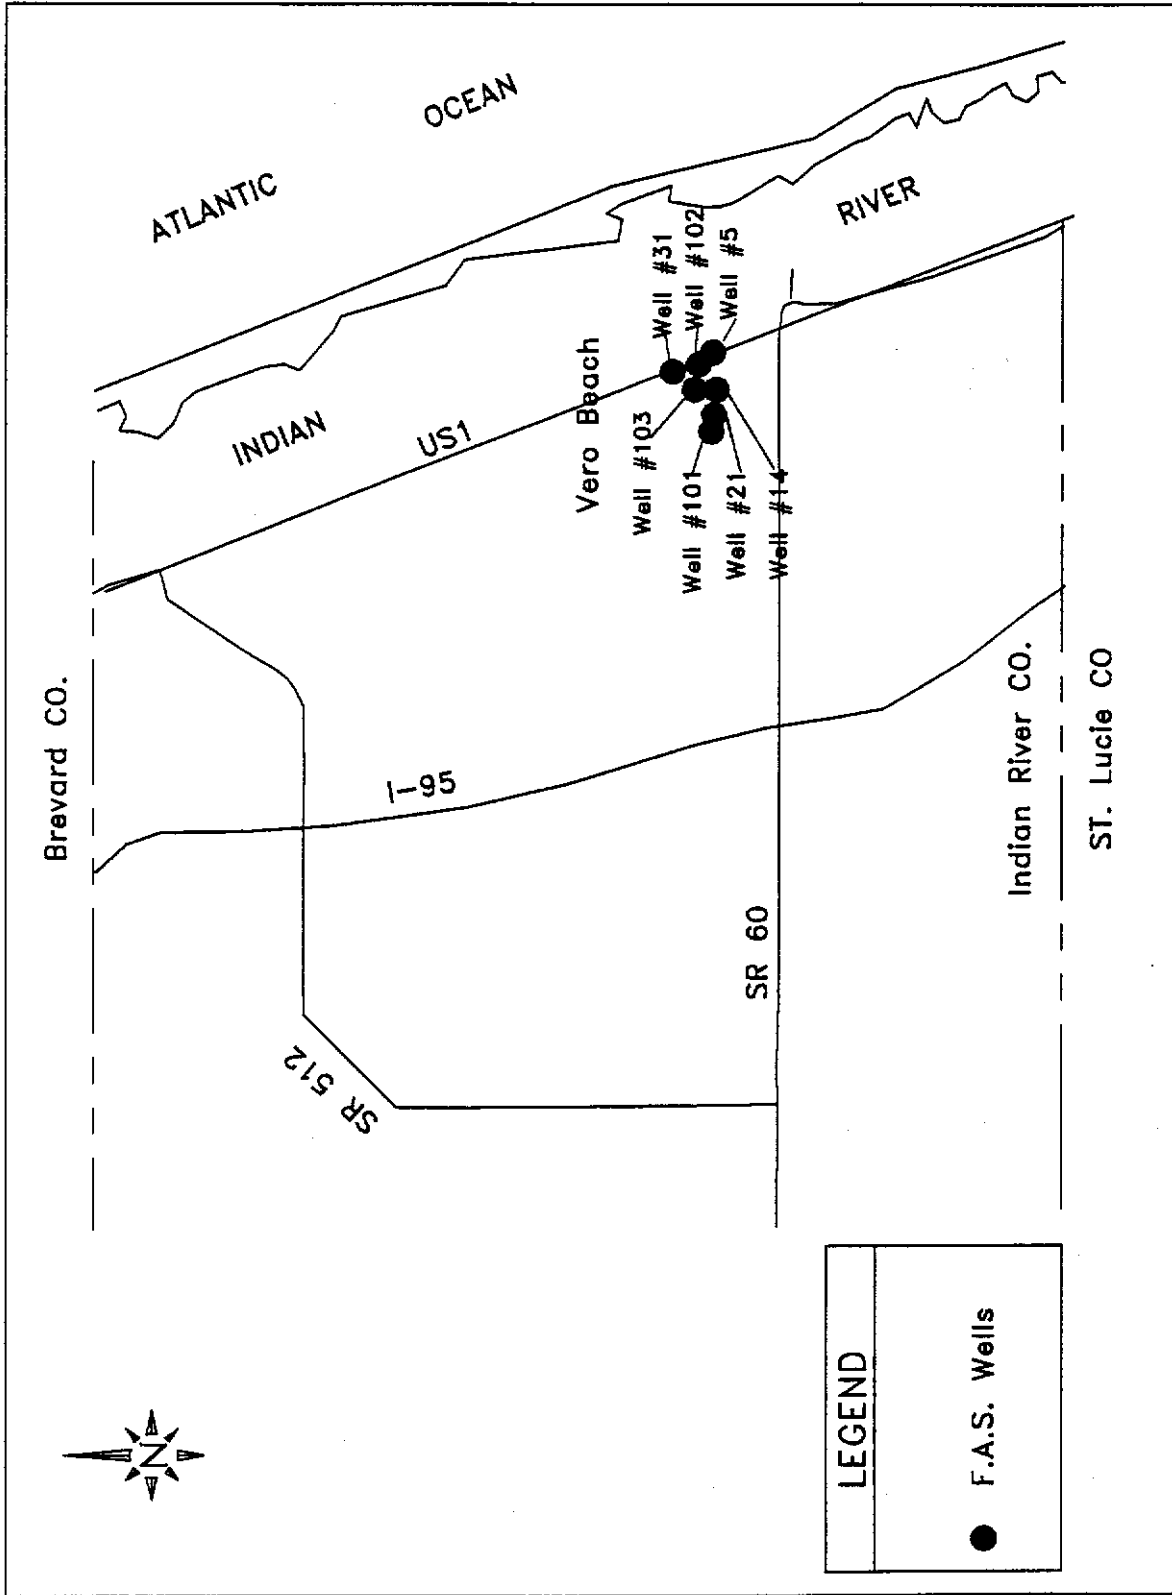 Brevard CO.
ATLANTIC
OCEAN
INDIAN
RIVER
US1
I-95
SR 512
SR 60
Vero Beach
Well #31
Well #102
Well #5
Well #103
Well #101
Well #21
Well #14
Indian River CO.
ST. Lucie CO
N
LEGEND
F.A.S. Wells